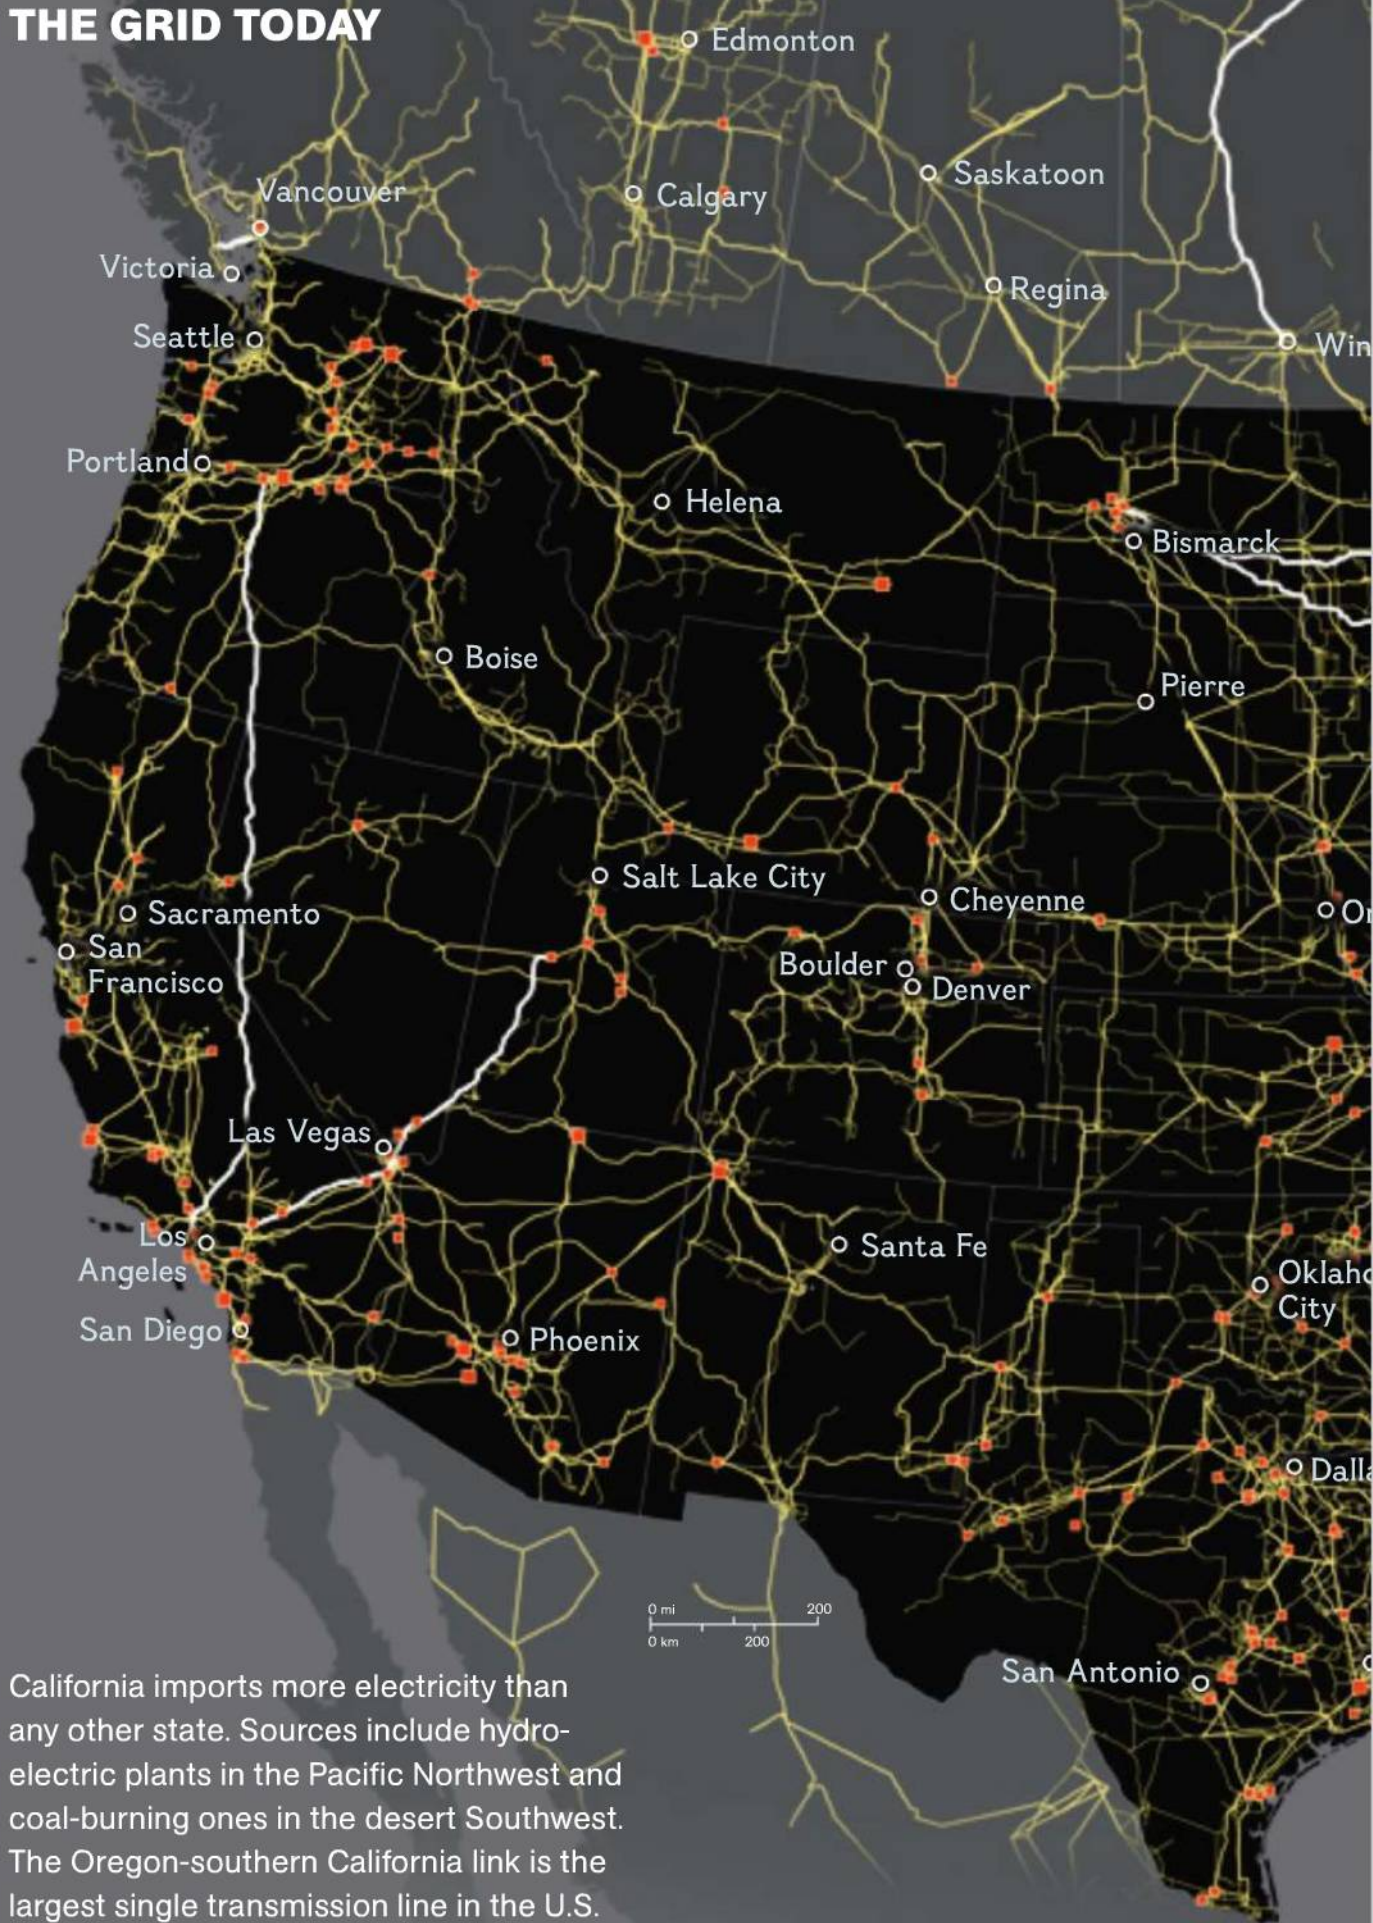 THE GRID TODAY
Edmonton
Saskatoon
Vancouver
Calgary
Victoria
Regina
Seattle
Win
Portland
Helena
Bismarck
Boise
Pierre
Salt Lake City
Cheyenne
Sacramento
San
Francisco
Boulder
Denver
Las Vegas
Los
Angeles
Santa Fe
Oklaho
City
San Diego
Phoenix
Dalla
0 mi 200
0 km 200
San Antonio
California imports more electricity than
any other state. Sources include hydro-
electric plants in the Pacific Northwest and
coal-burning ones in the desert Southwest.
The Oregon-southern California link is the
largest single transmission line in the U.S.